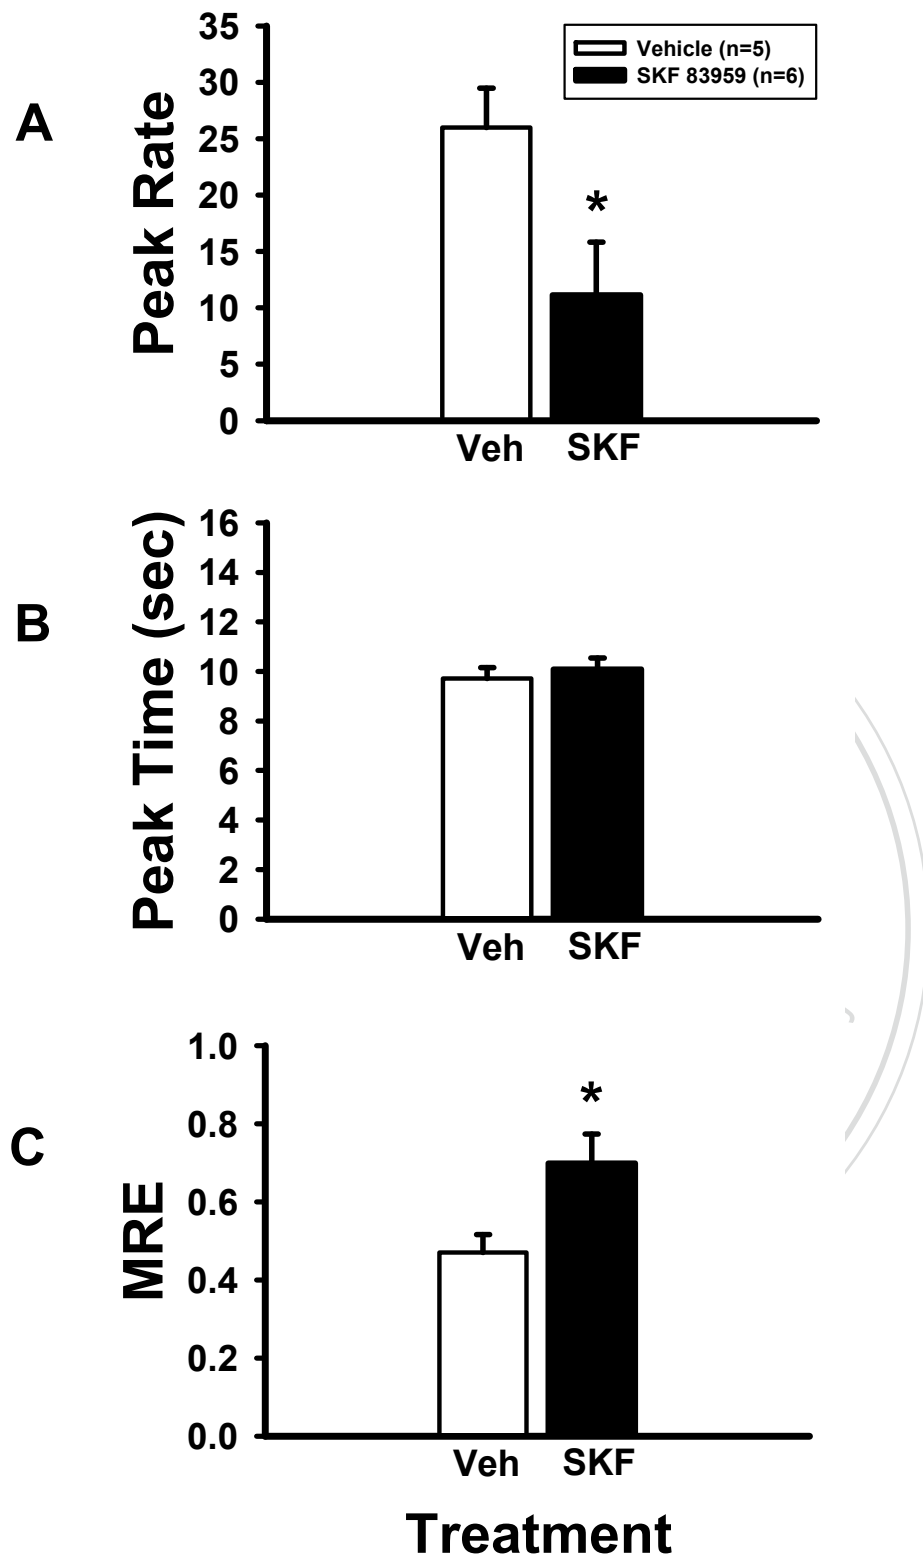 A
Peak Rate
35
30
25
20
15
10
5
0
Vehicle (n=5)
SKF 83959 (n=6)
*
Veh SKF
B
Peak Time (sec)
16
14
12
10
8
6
4
2
0
Veh SKF
C
MRE
1.0
0.8
0.6
0.4
0.2
0.0
*
Veh SKF
Treatment